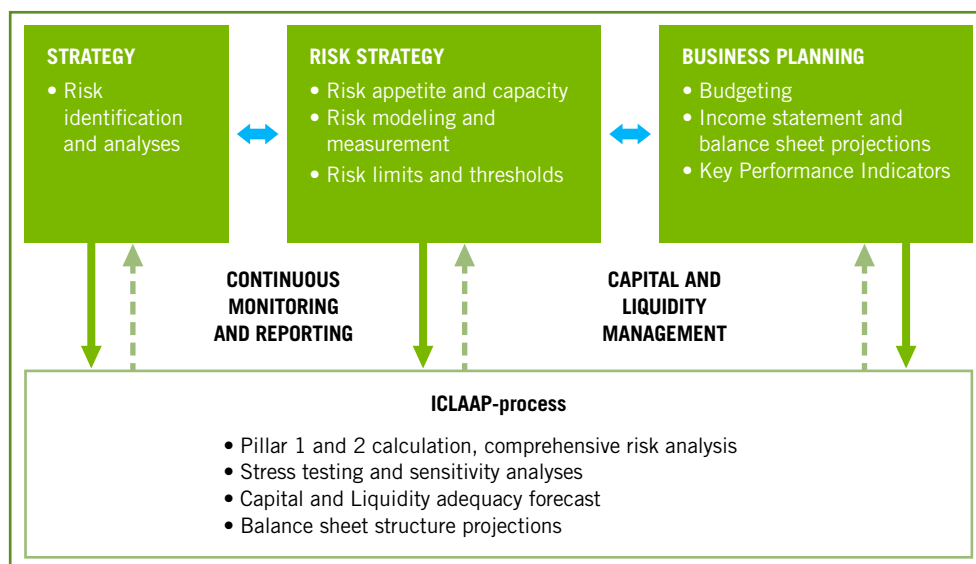 STRATEGY
• Risk
identification
and analyses
RISK STRATEGY
• Risk appetite and capacity
• Risk modeling and
measurement
• Risk limits and thresholds
BUSINESS PLANNING
• Budgeting
• Income statement and
balance sheet projections
• Key Performance Indicators
CONTINUOUS
MONITORING
AND REPORTING
CAPITAL AND
LIQUIDITY
MANAGEMENT
ICLAAP-process
• Pillar 1 and 2 calculation, comprehensive risk analysis
• Stress testing and sensitivity analyses
• Capital and Liquidity adequacy forecast
• Balance sheet structure projections